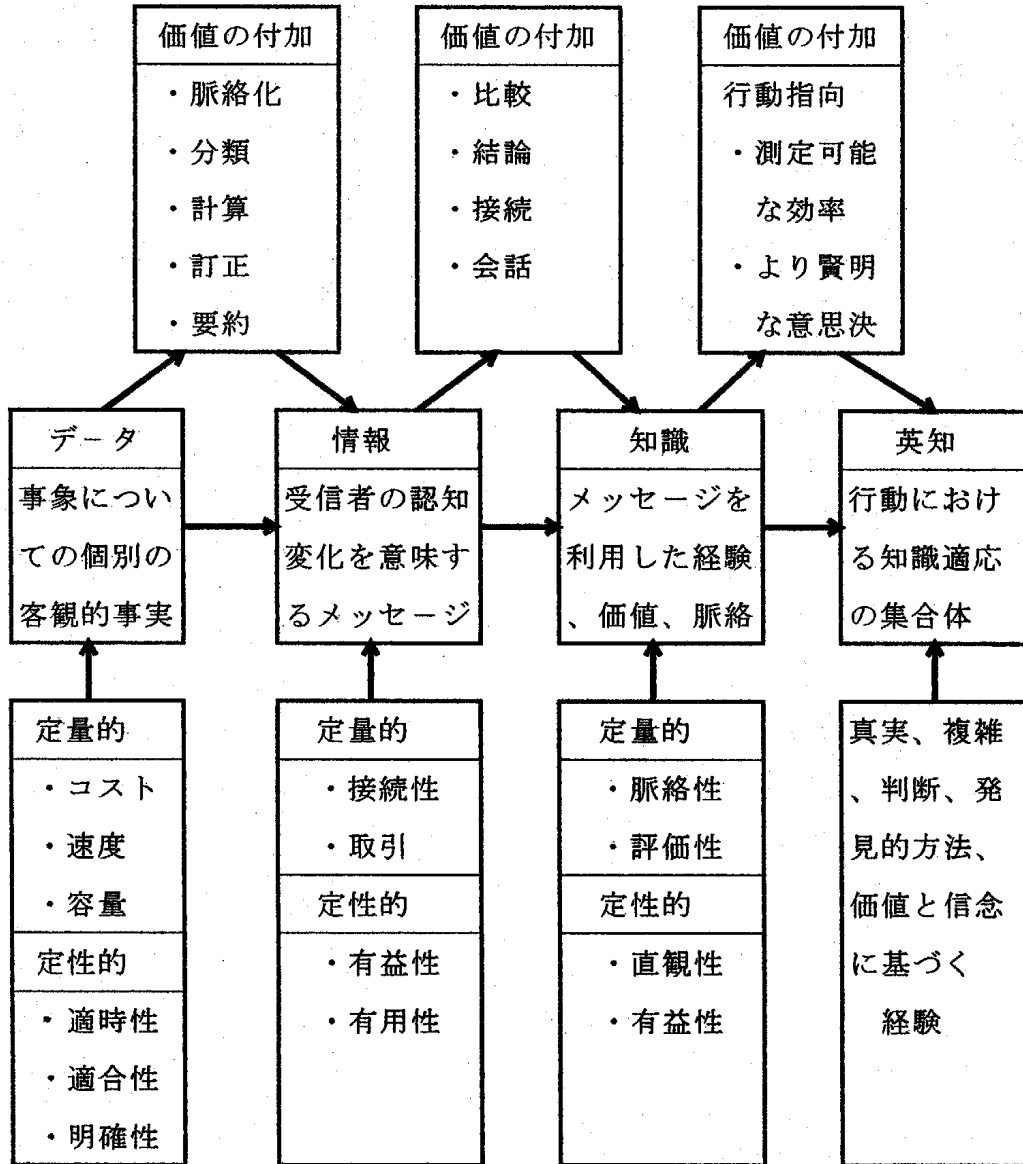 価値の付加
・脈絡化
・分類
・計算
・訂正
・要約
価値の付加
・比較
・結論
・接続
・会話
価値の付加
行動指向
・測定可能
な効率
・より賢明
な意思決
データ
事象につい
ての個別の
客観的事実
情報
受信者の認知
変化を意味す
るメッセージ
知識
メッセージを
利用した経験
、価値、脈絡
英知
行動におけ
る知識適応
の集合体
定量的
・コスト
・速度
・容量
定性的
・適時性
・適合性
・明確性
定量的
・接続性
・取引
定性的
・有益性
・有用性
定量的
・脈絡性
・評価性
定性的
・直観性
・有益性
真実、複雑
、判断、発
見的方法、
価値と信念
に基づく
経験